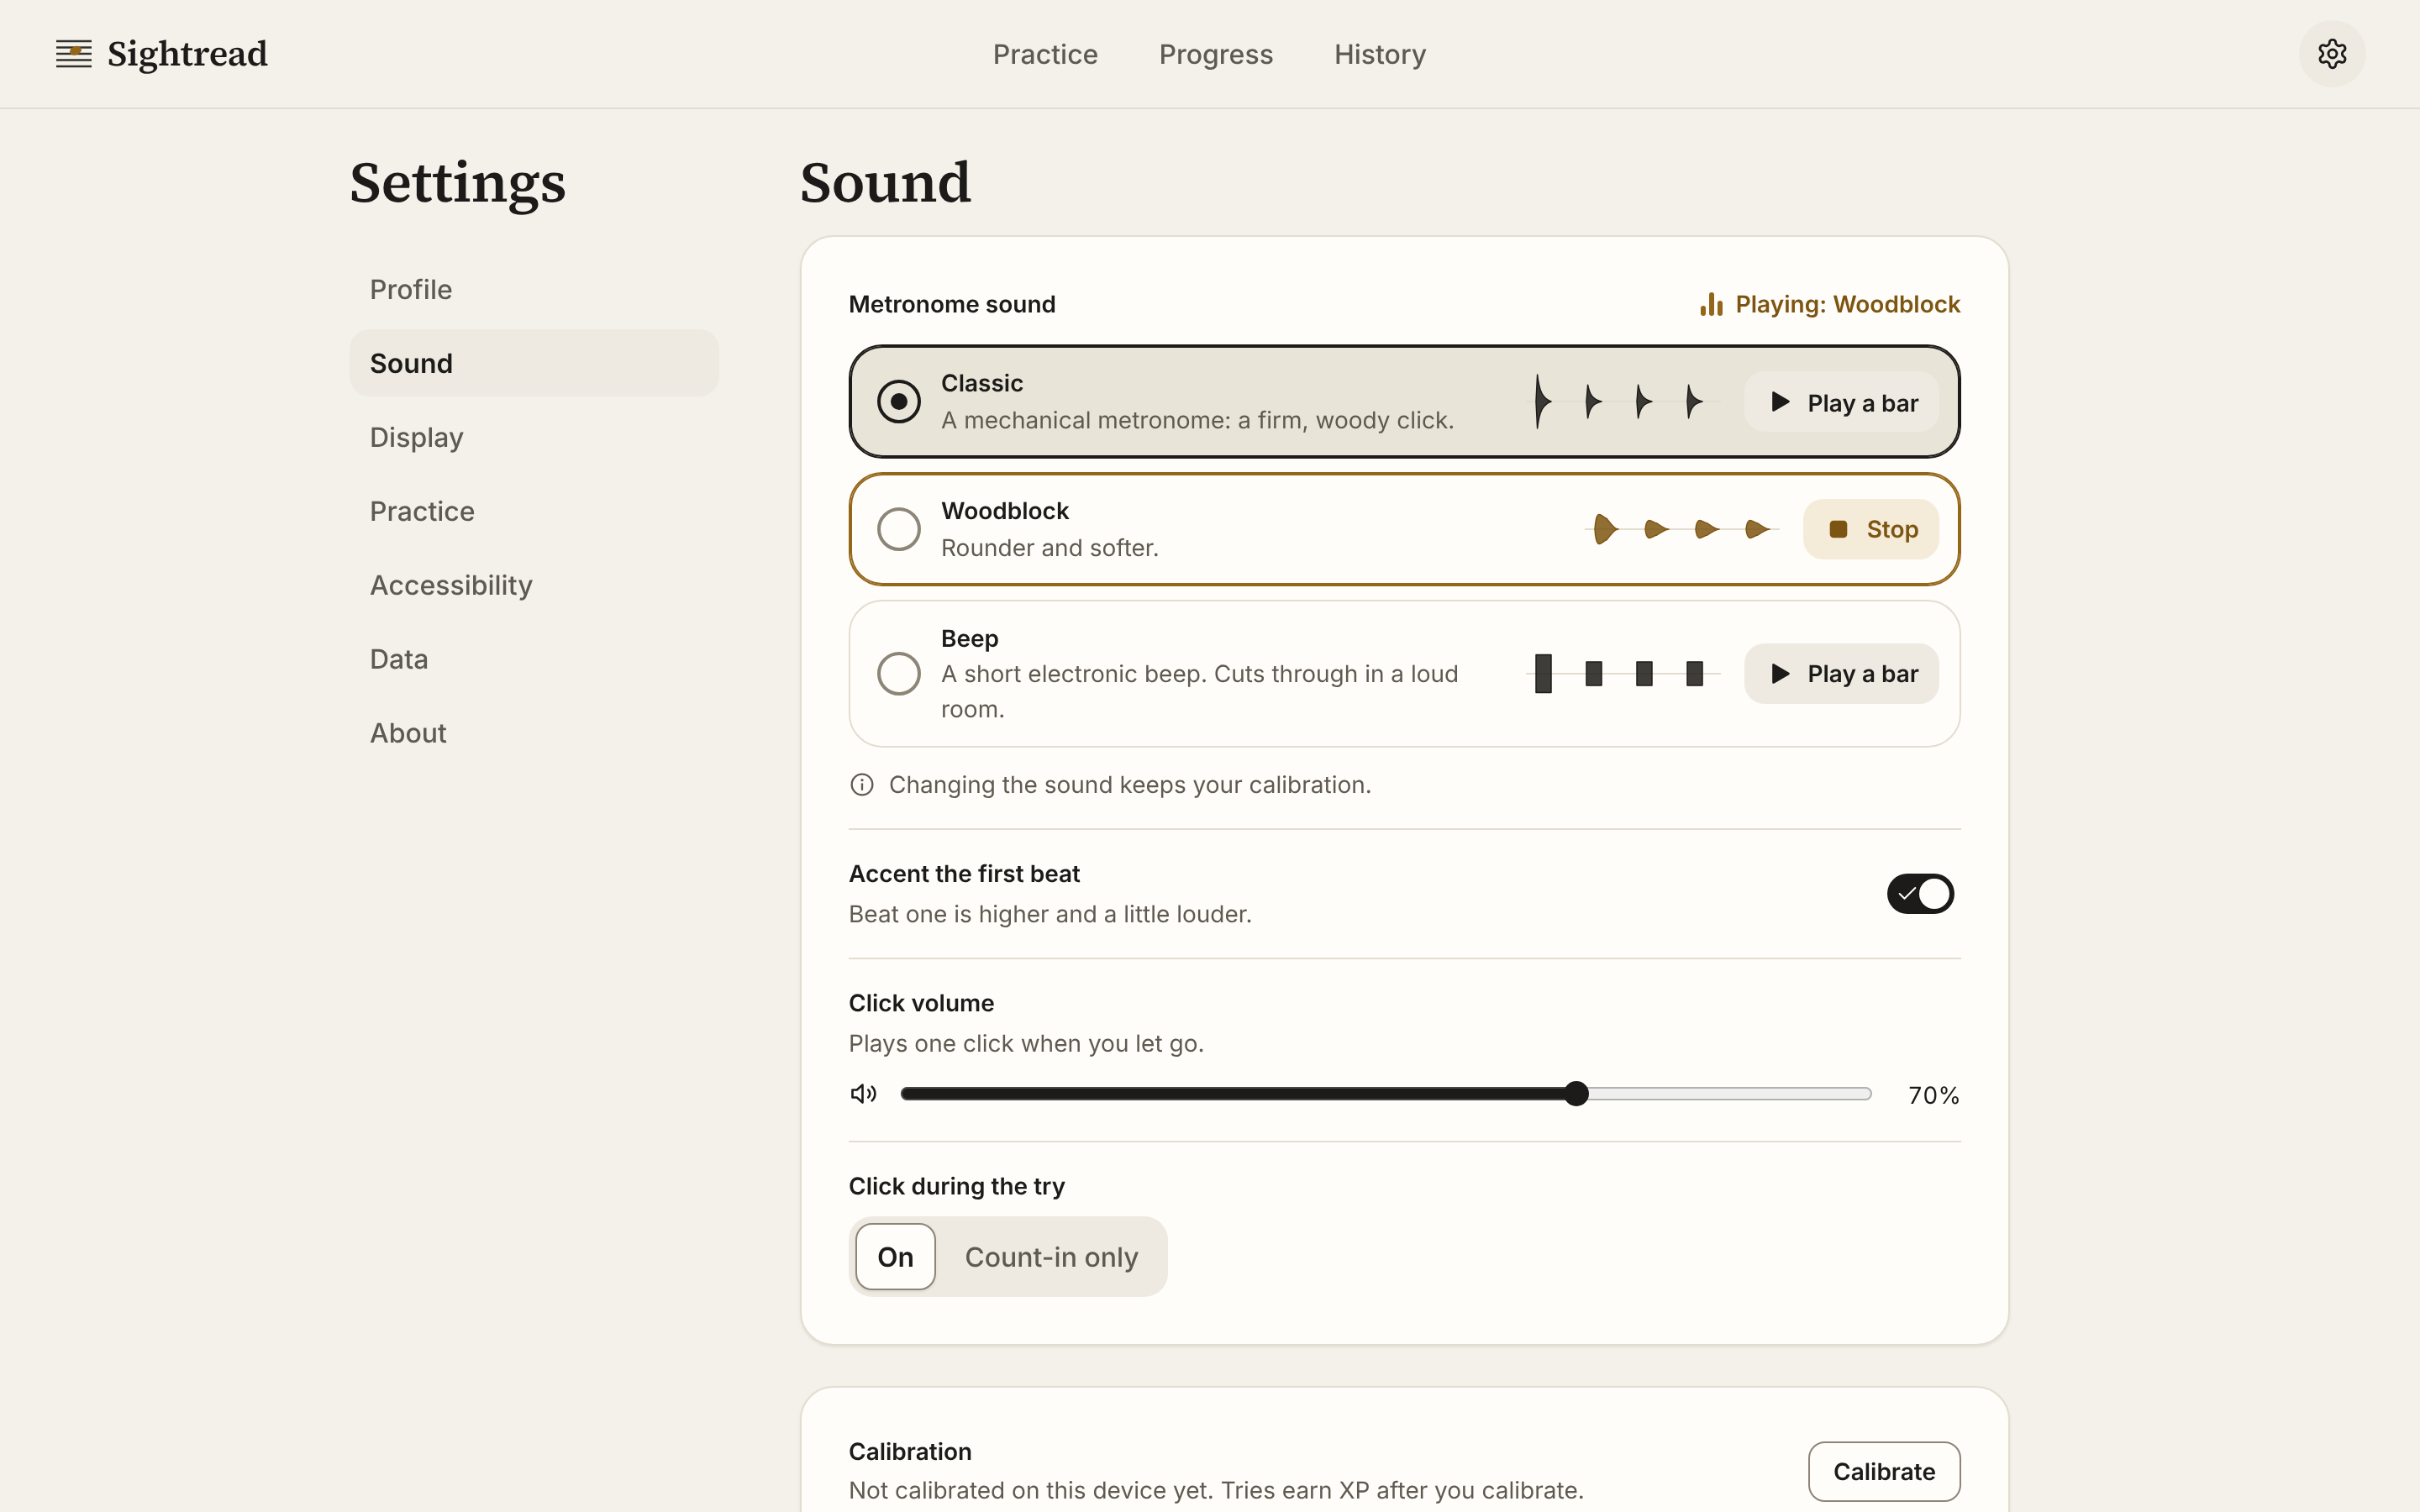 Sightread
Practice
Progress
History
Settings
Profile
Sound
Display
Practice
Accessibility
Data
About
Sound
Metronome sound
Playing: Woodblock
Classic
A mechanical metronome: a firm, woody click.
Play a bar
Woodblock
Rounder and softer.
Stop
Beep
A short electronic beep. Cuts through in a loud
room.
Play a bar
Changing the sound keeps your calibration.
Accent the first beat
Beat one is higher and a little louder.
Click volume
Plays one click when you let go.
70%
Click during the try
On
Count-in only
Calibration
Not calibrated on this device yet. Tries earn XP after you calibrate.
Calibrate